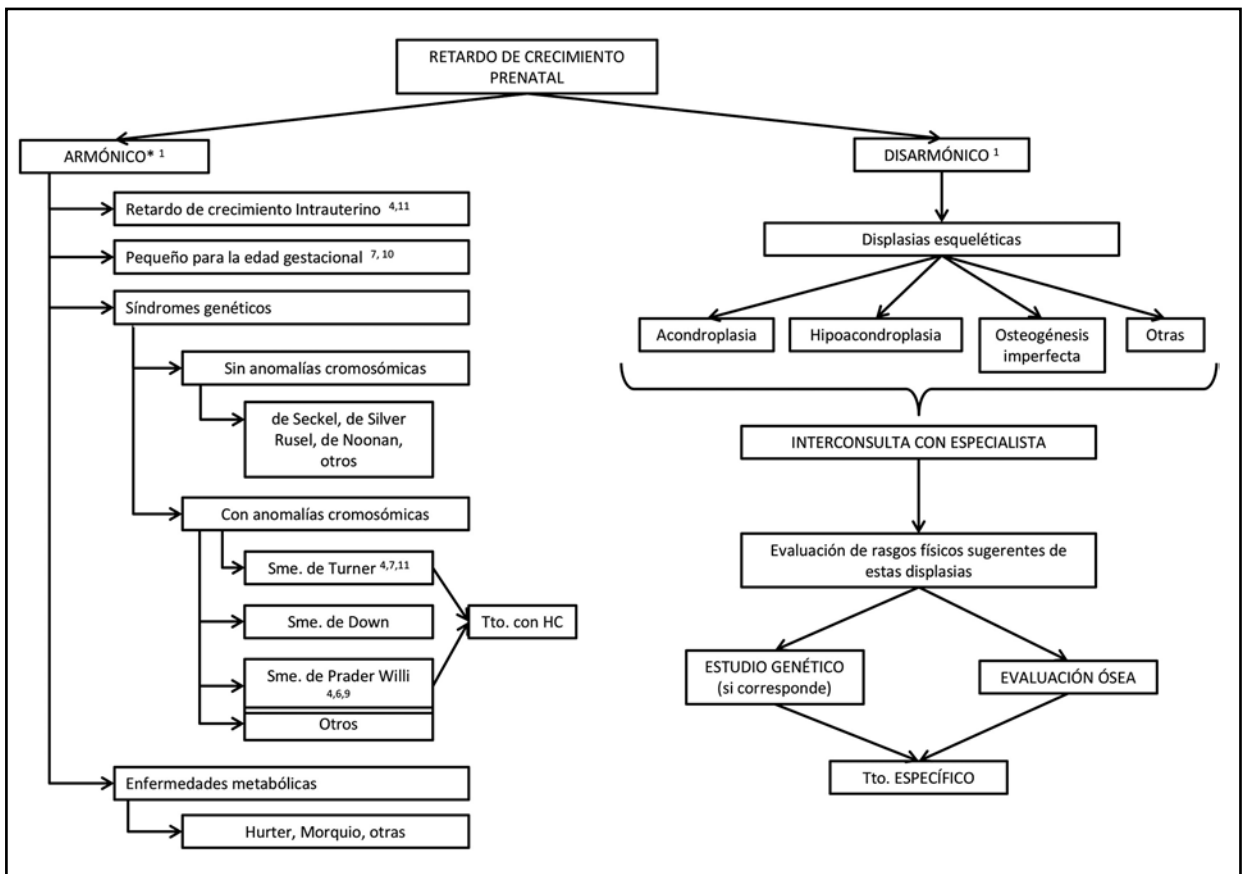 RETARDO DE CRECIMIENTO
PRENATAL
ARMÓNICO* 1
Retardo de crecimiento Intrauterino 4,11
Pequeño para la edad gestacional 7, 10
Síndromes genéticos
Sin anomalías cromosómicas
de Seckel, de Silver
Rusel, de Noonan,
otros
Con anomalías cromosómicas
Sme. de Turner 4,7,11
Sme. de Down
Sme. de Prader Willi
4,6,9
Otros
Tto. con HC
Enfermedades metabólicas
Hurter, Morquio, otras
DISARMÓNICO 1
Displasias esqueléticas
Acondroplasia
Hipoacondroplasia
Osteogénesis
imperfecta
Otras
INTERCONSULTA CON ESPECIALISTA
Evaluación de rasgos físicos sugerentes de
estas displasias
ESTUDIO GENÉTICO
(si corresponde)
EVALUACIÓN ÓSEA
Tto. ESPECÍFICO